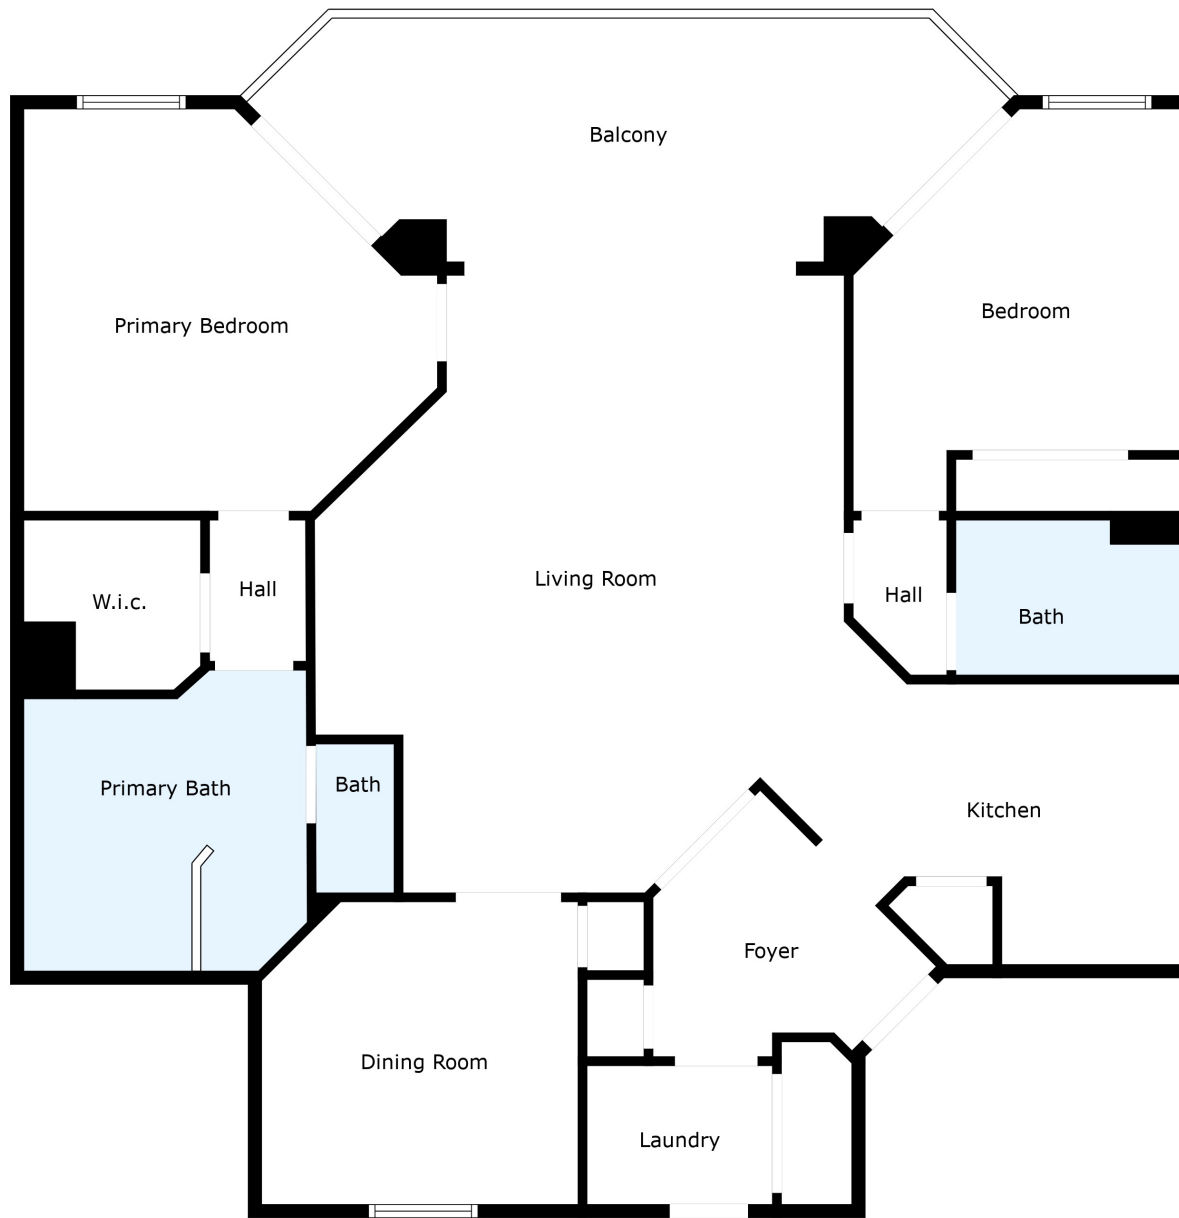 Balcony
Primary Bedroom
Bedroom
Living Room
Hall
W.i.c.
Hall
Bath
Primary Bath
Bath
Kitchen
Foyer
Dining Room
Laundry